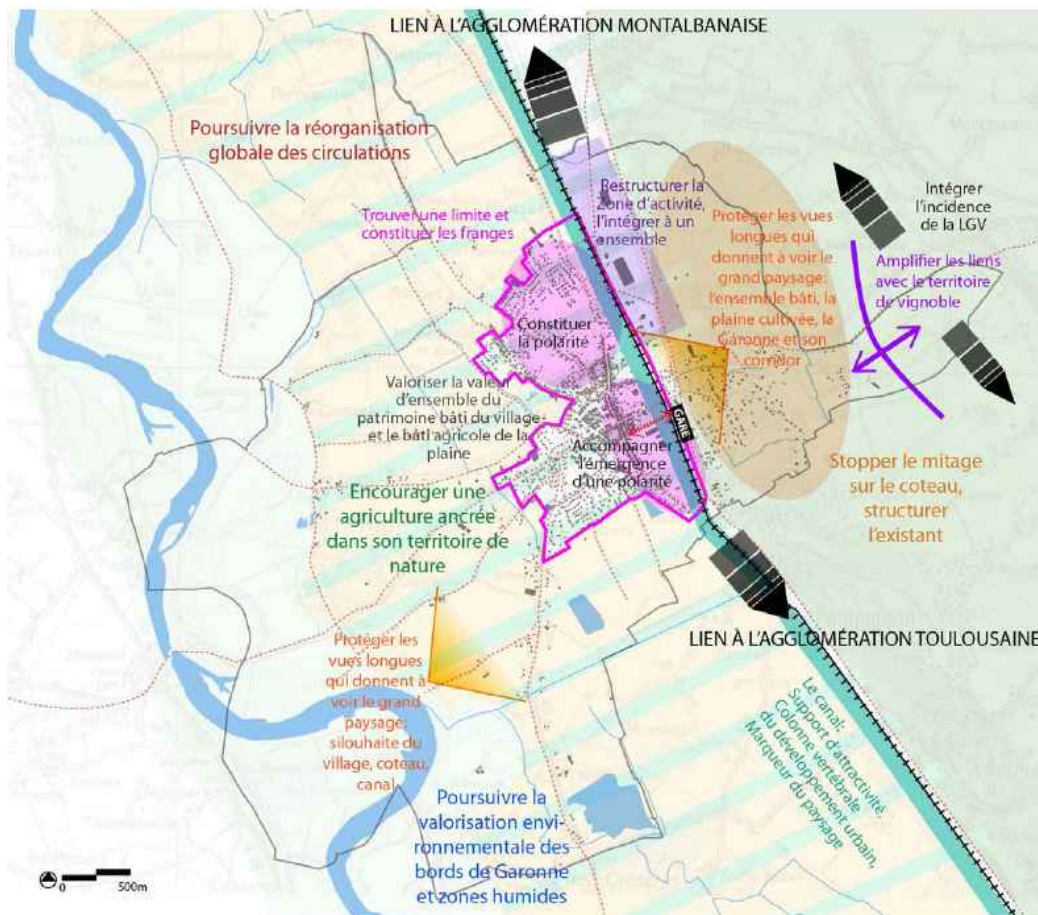 LIEN À L'AGGLOMÉRATION MONTALBANAISE
Poursuivre la réorganisation
globale des circulations
Trouver une limite et
constituer les franges
Restructurer la
Zone d'activité,
l'intégrer à un
ensemble
Protéger les vues
longues qui
donnent à voir le
grand paysage:
l'ensemble bâti, la
plaine cultivée, la
Garonne et son
corridor
Intégrer
l'incidence
de la LGV
Amplifier les liens
avec le territoire
de vignoble
Constituer
la polarité
Valoriser la valeur
d'ensemble du
patrimoine bâti du village
et le bâti agricole de la
plaine
GARE
Accompagner
l'émergence
d'une polarité
Stopper le mitage
sur le coteau,
structurer
l'existant
Encourager une
agriculture ancrée
dans son territoire de
nature
LIEN À L'AGGLOMÉRATION TOULOUSAINE
Protéger les
vues longues
qui donnent à
voir le grand
paysage:
silouhaite du
village, coteau,
canal
Le canal:
Support d'attractivité,
Colonne vertébrale
du développement urbain,
Marqueur du paysage
Poursuivre la
valorisation envi-
ronnementale des
bords de Garonne
et zones humides
0 500m